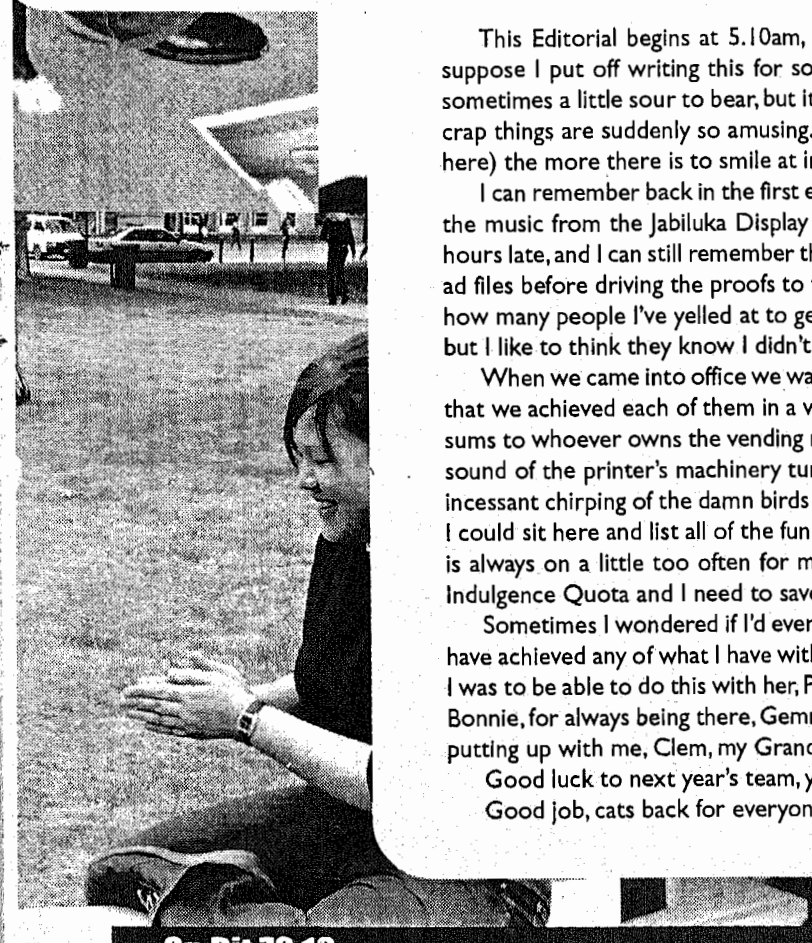 This Editorial begins at 5.10am,
suppose I put off writing this for so
sometimes a little sour to bear, but it
crap things are suddenly so amusing.
here) the more there is to smile at i
I can remember back in the first e
the music from the Jabiluka Display
hours late, and I can still remember th
ad files before driving the proofs to
how many people I've yelled at to ge
but I like to think they know I didn't
When we came into office we wa
that we achieved each of them in a v
sums to whoever owns the vending
sound of the printer's machinery tu
incessant chirping of the damn birds
I could sit here and list all of the fun
is always on a little too often for m
Indulgence Quota and I need to save
Sometimes I wondered if I'd ever
have achieved any of what I have wit
I was to be able to do this with her, P
Bonnie, for always being there, Gem
putting up with me, Clem, my Grand
Good luck to next year's team, y
Good job, cats back for everyon